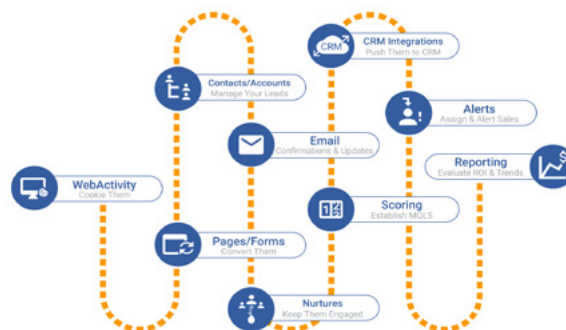 WebActivity
Cookie Them
Pages/Forms
Convert Them
Contacts/Accounts
Manage Your Leads
Email
Confirmations & Updates
Nurtures
Keep Them Engaged
Scoring
Establish MQLS
CRM
CRM Integrations
Push Them to CRM
Alerts
Assign & Alert Sales
Reporting
Evaluate ROI & Trends